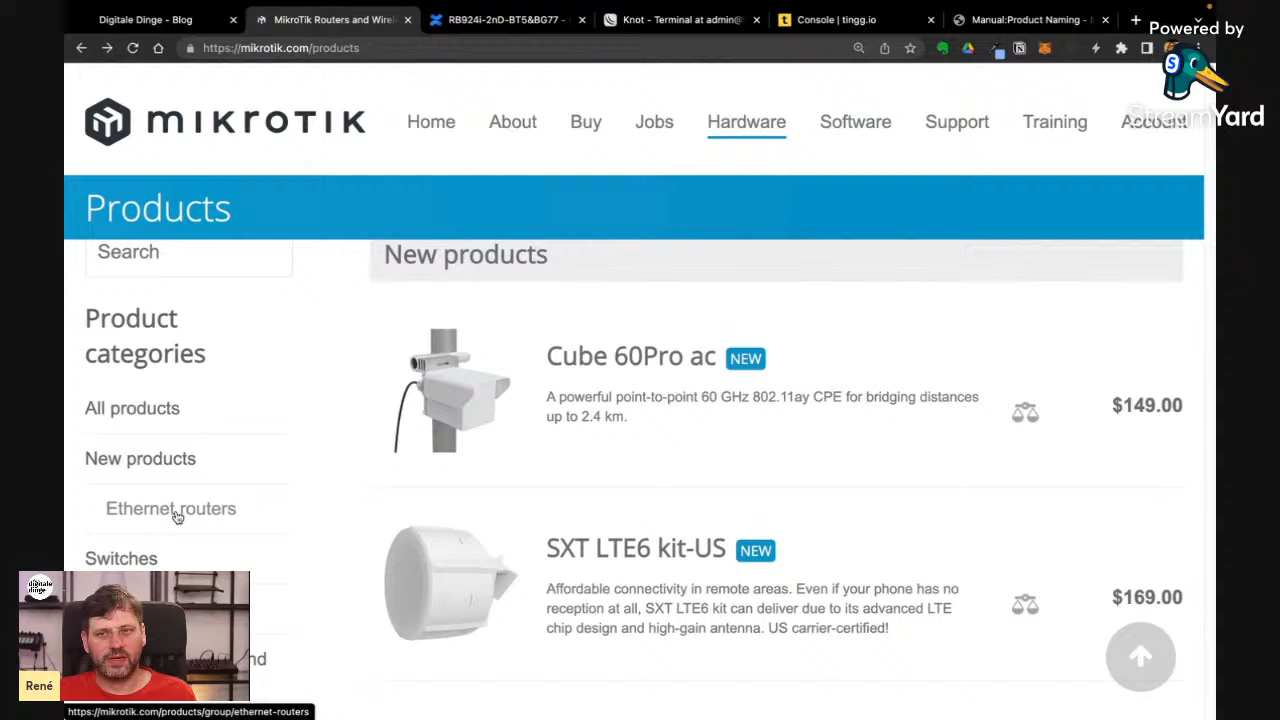 Digitale Dinge - Blog
MikroTik Routers and Wirel
RB924i-2nD-BT5&BG77 -
Knot - Terminal at admin@
Console | tingg.io
Manual:Product Naming -
Powered by
https://mikrotik.com/products
StreamYard
mikrotik
Home
About
Buy
Jobs
Hardware
Software
Support
Training
Account
Products
Search
New products
Product
categories
All products
New products
Ethernet routers
Switches
nd
Cube 60Pro ac NEW
A powerful point-to-point 60 GHz 802.11ay CPE for bridging distances
up to 2.4 km.
$149.00
SXT LTE6 kit-US NEW
Affordable connectivity in remote areas. Even if your phone has no
reception at all, SXT LTE6 kit can deliver due to its advanced LTE
chip design and high-gain antenna. US carrier-certified!
$169.00
digitale
dinge
René
https://mikrotik.com/products/group/ethernet-routers